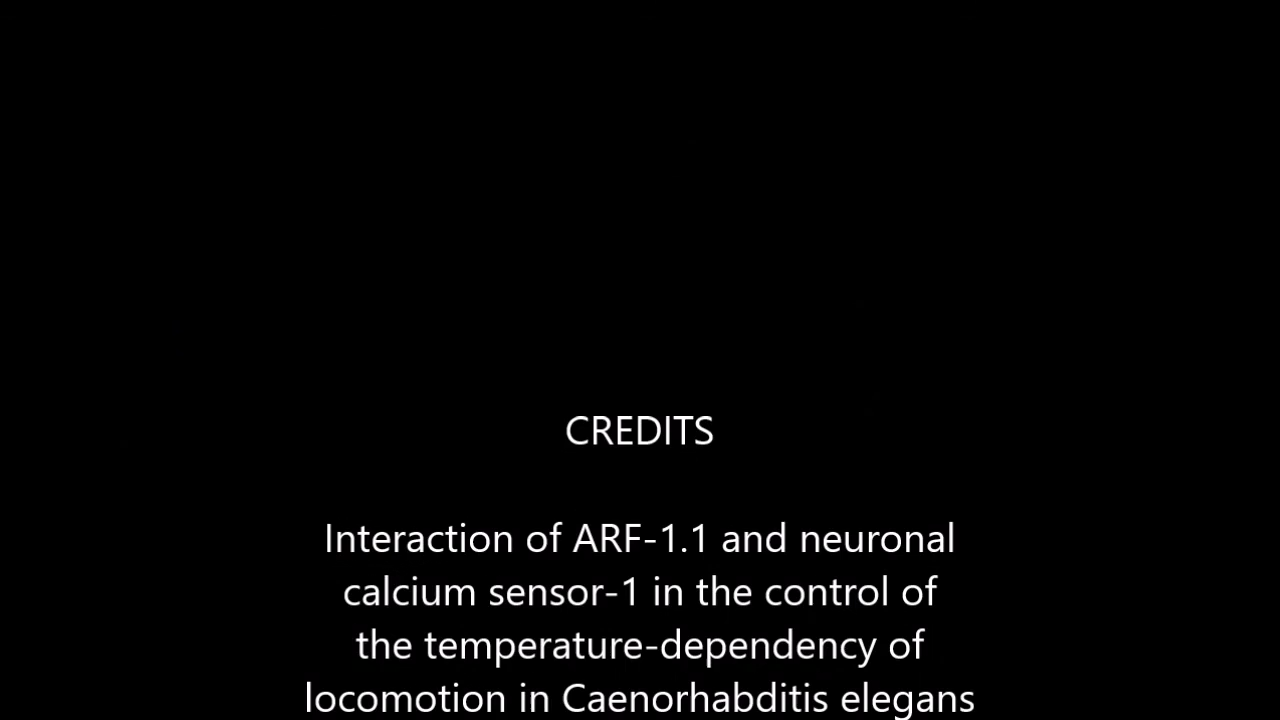 CREDITS
Interaction of ARF-1.1 and neuronal
calcium sensor-1 in the control of
the temperature-dependency of
locomotion in Caenorhabditis elegans